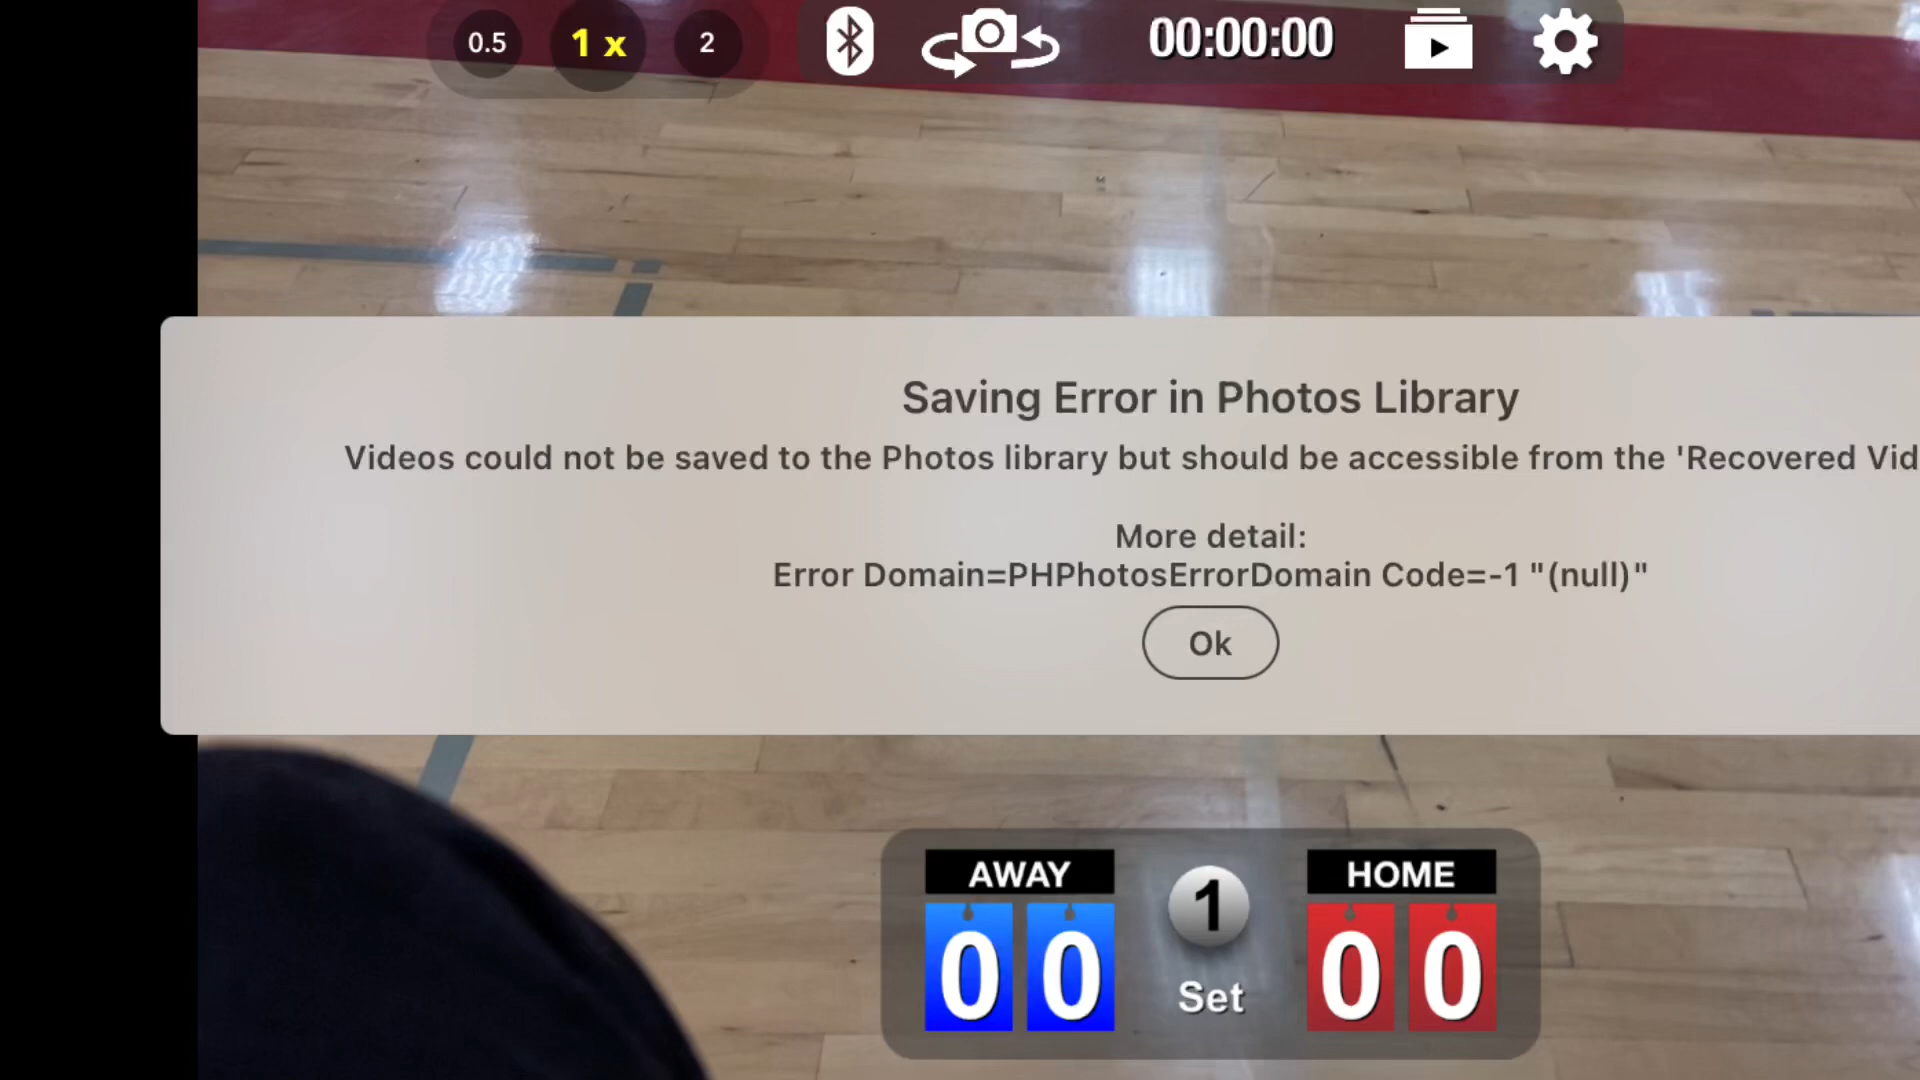 0.5 1 x 2 00:00:00
Saving Error in Photos Library
Videos could not be saved to the Photos library but should be accessible from the 'Recovered Vid
More detail:
Error Domain=PHPhotosErrorDomain Code=-1 "(null)"
Ok
AWAY 1 HOME
0 0 Set 0 0